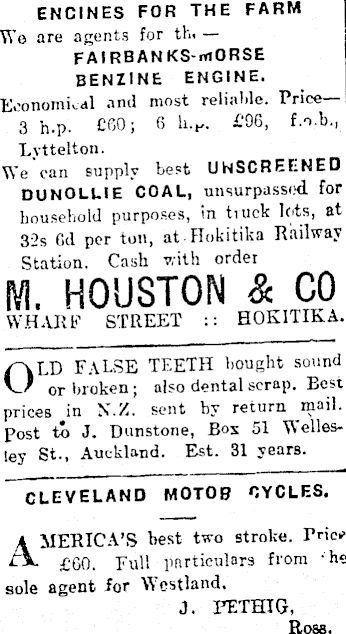 ENGINES FOR THE FARM
We are agents for the —
FAIRBANKS-MORSE
BENZINE ENGINE.
Economical and most reliable. Price—
3 h.p. £60; 6 h.p. £96, f.o.b.,
Lyttelton.
We can supply best UNSCREENED
DUNOLLIE COAL, unsurpassed for
household purposes, in truck lots, at
32s 6d per ton, at Hokitika Railway
Station. Cash with order
M. HOUSTON & CO
WHARF STREET :: HOKITIKA.
OLD FALSE TEETH bought sound
or broken; also dental scrap. Best
prices in N.Z. sent by return mail.
Post to J. Dunstone, Box 51 Welles-
ley St., Auckland. Est. 31 years.
CLEVELAND MOTOR CYCLES.
AMERICA'S best two stroke. Price
£60. Full particulars from the
sole agent for Westland.
J. PETHIG,
Ross.